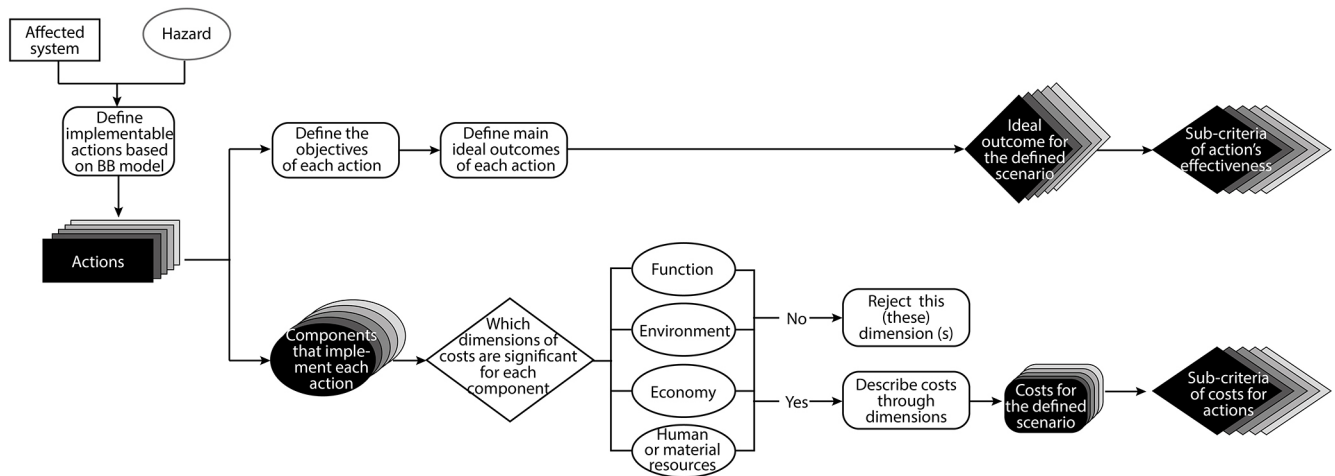 Affected
system
Hazard
Define
implementable
actions based
on BB model
Actions
Define the
objectives
of each action
Define main
ideal outcomes
of each action
Ideal
outcome for
the defined
scenario
Sub-criteria
of action's
effectiveness
Components
that imple-
ment each
action
Which
dimensions of
costs are significant
for each
component
Function
Environment
Economy
Human
or material
resources
No
Reject this
(these)
dimension (s)
Yes
Describe costs
through
dimensions
Costs for
the defined
scenario
Sub-criteria
of costs for
actions